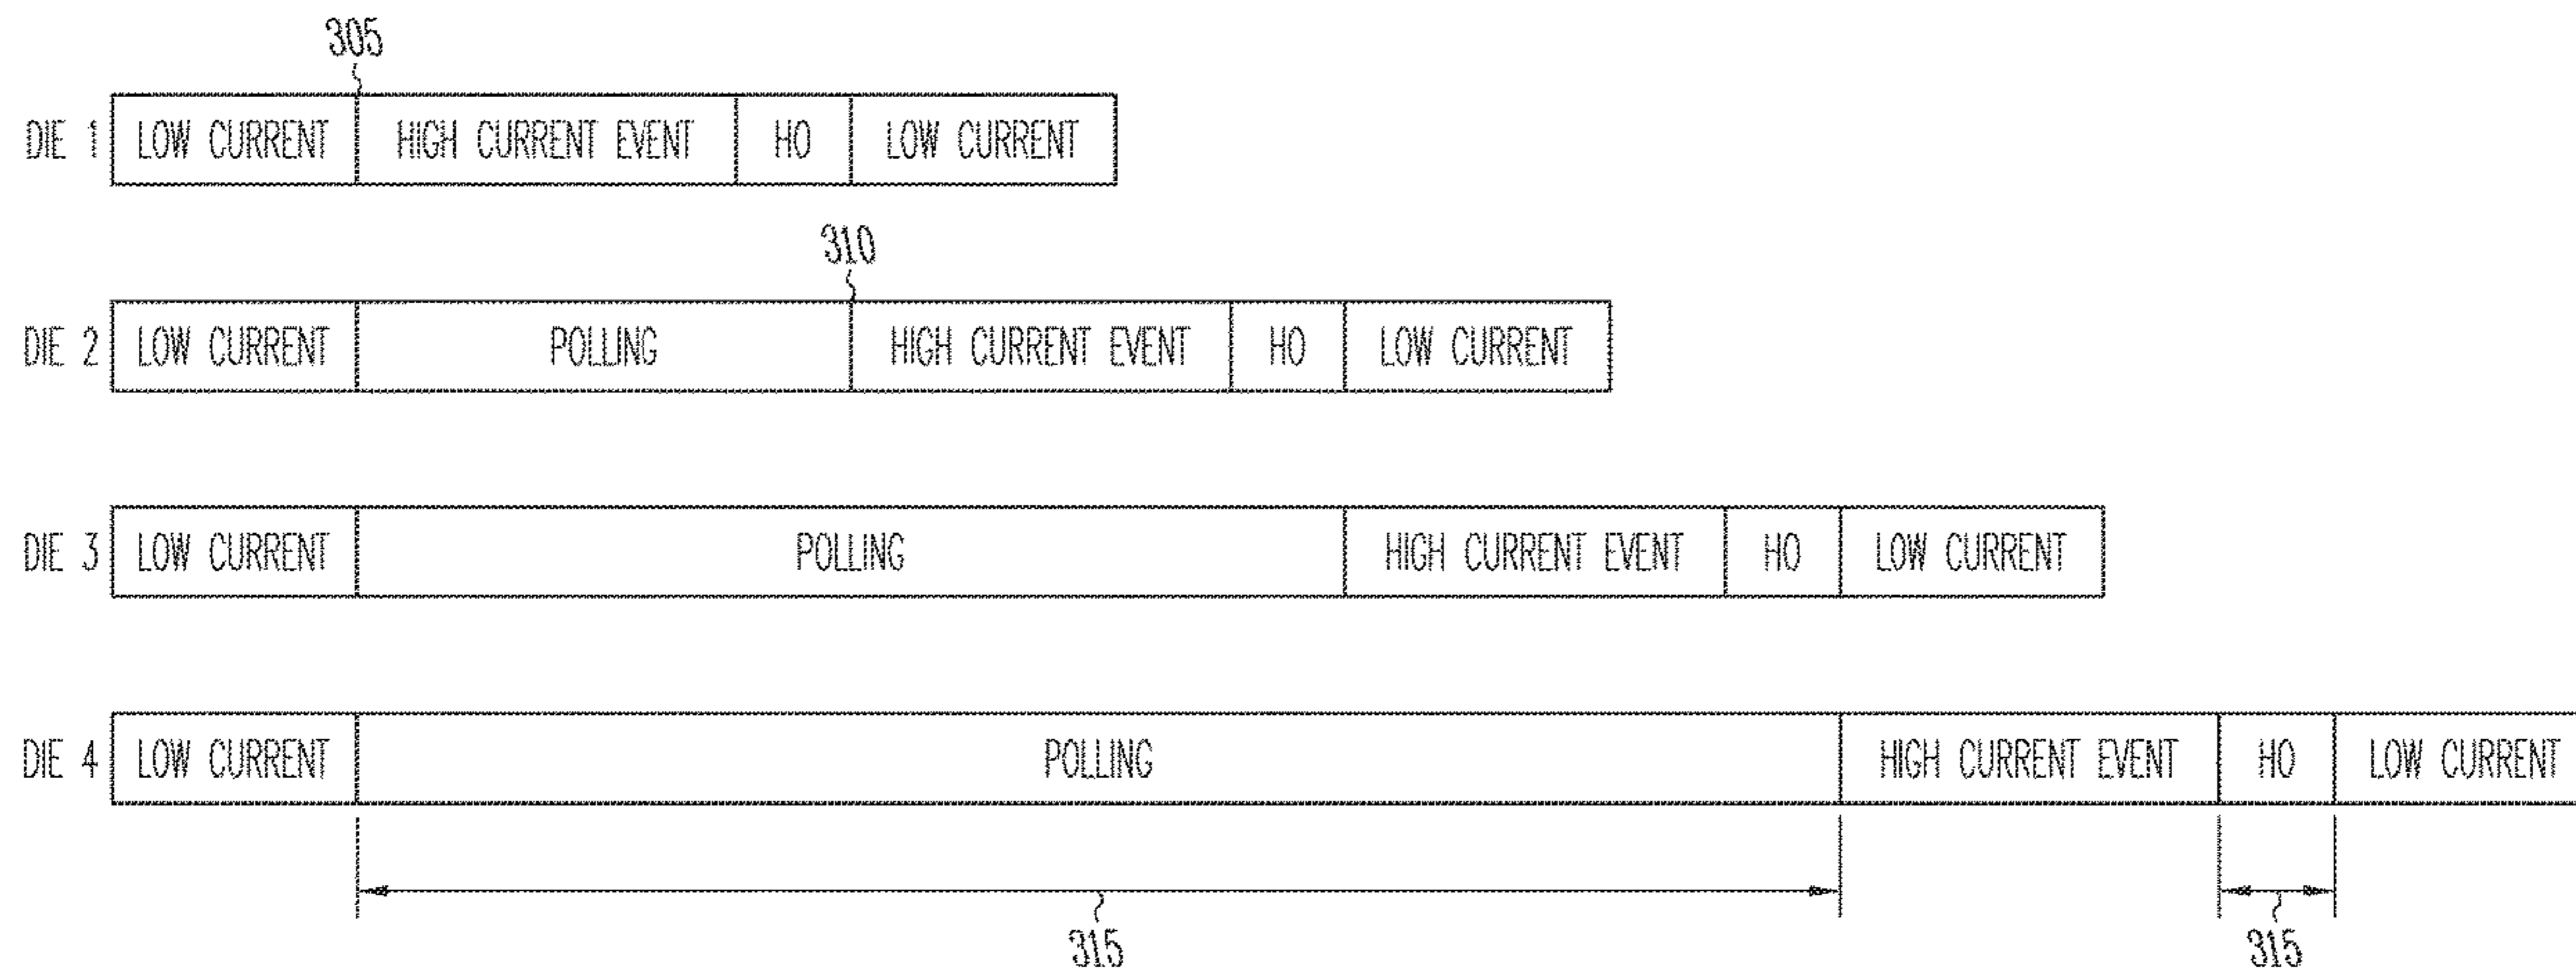 305
DIE 1 LOW CURRENT HIGH CURRENT EVENT HO LOW CURRENT
310
DIE 2 LOW CURRENT POLLING HIGH CURRENT EVENT HO LOW CURRENT
DIE 3 LOW CURRENT POLLING HIGH CURRENT EVENT HO LOW CURRENT
DIE 4 LOW CURRENT POLLING HIGH CURRENT EVENT HO LOW CURRENT
315 315